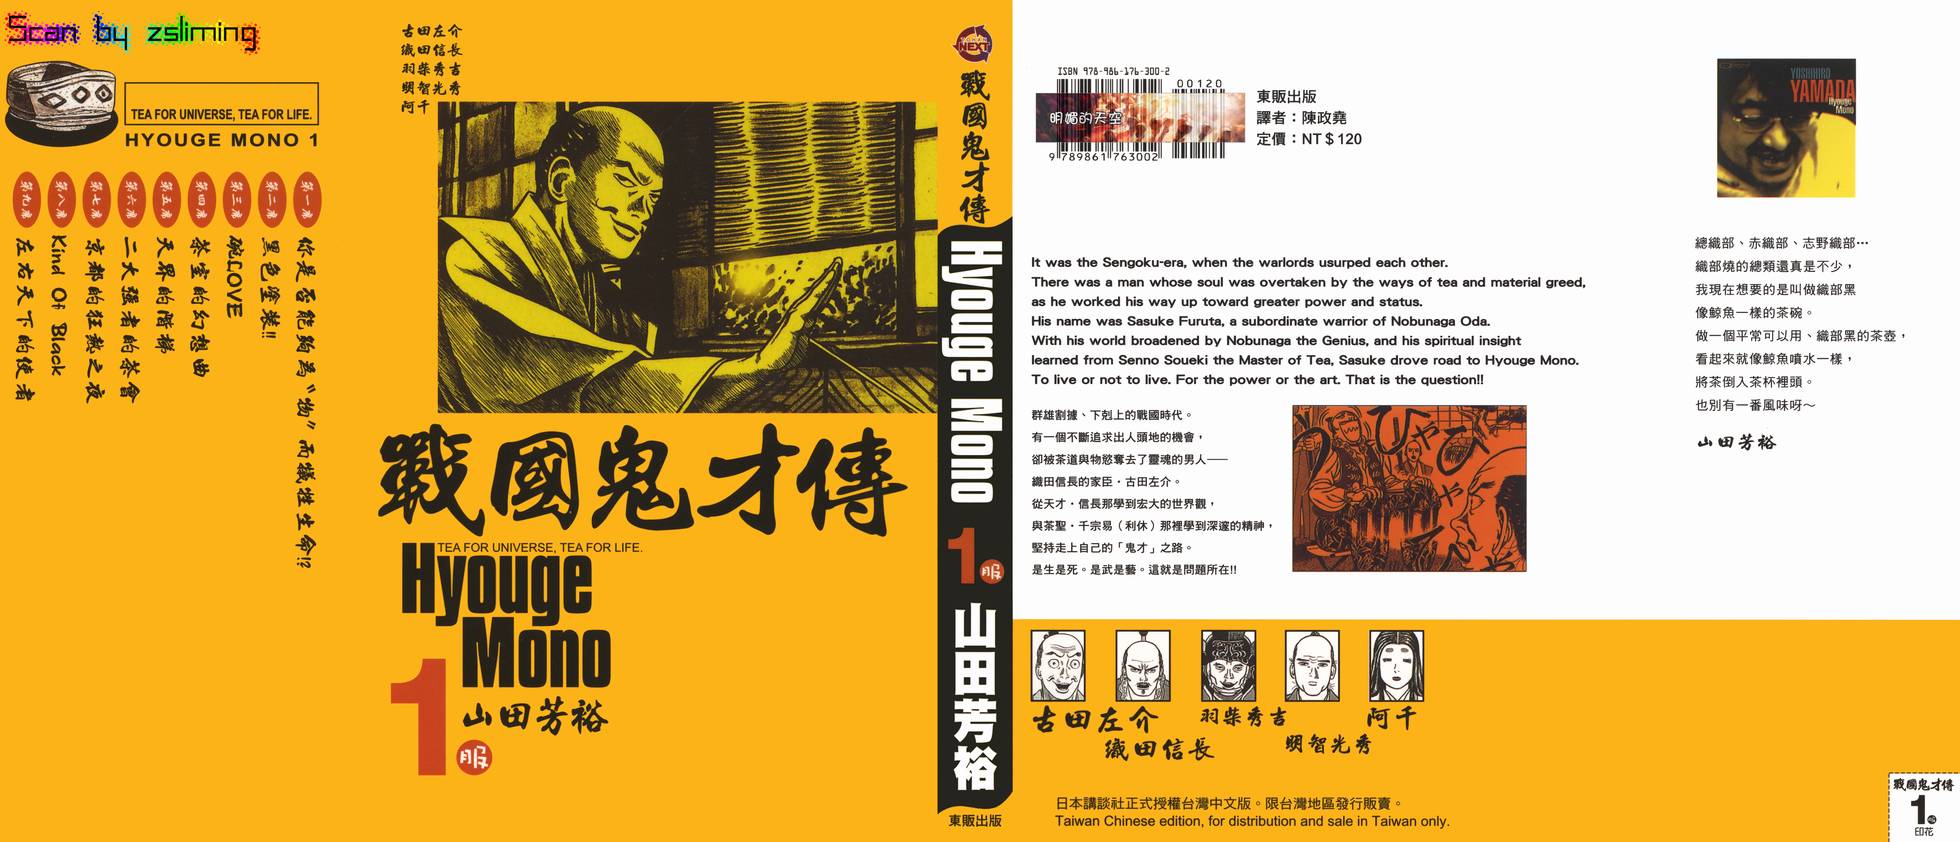 Scan by zsliming
TEA FOR UNIVERSE, TEA FOR LIFE.
HYOUGE MONO 1
第一席 你是否能夠為〝物〞而犧牲生命!?
第二席 黑色塗裝!!
第三席 碗LOVE
第四席 茶室的幻想曲
第五席 天界的階梯
第六席 二大強者的茶會
第七席 京都的狂熱之夜
第八席 Kind Of Black
第九席 左右天下的使者
古田左介
織田信長
羽柴秀吉
明智光秀
阿千
戰國鬼才傳
TEA FOR UNIVERSE, TEA FOR LIFE.
Hyouge
Mono
1
服
山田芳裕
TOHAN
NEXT
戰國鬼才傳
Hyouge Mono
1
服
山田芳裕
東販出版
ISBN 978-986-176-300-2
00120
明媚的天空
9 789861 763002
東販出版
譯者：陳政堯
定價：NT＄120
It was the Sengoku-era, when the warlords usurped each other.
There was a man whose soul was overtaken by the ways of tea and material greed,
as he worked his way up toward greater power and status.
His name was Sasuke Furuta, a subordinate warrior of Nobunaga Oda.
With his world broadened by Nobunaga the Genius, and his spiritual insight
learned from Senno Soueki the Master of Tea, Sasuke drove road to Hyouge Mono.
To live or not to live. For the power or the art. That is the question!!
群雄割據、下剋上的戰國時代。
有一個不斷追求出人頭地的機會，
卻被茶道與物慾奪去了靈魂的男人——
織田信長的家臣・古田左介。
從天才・信長那學到宏大的世界觀，
與茶聖・千宗易（利休）那裡學到深邃的精神，
堅持走上自己的「鬼才」之路。
是生是死。是武是藝。這就是問題所在!!
ひゃひ
古田左介
織田信長
羽柴秀吉
明智光秀
阿千
日本講談社正式授權台灣中文版。限台灣地區發行販賣。
Taiwan Chinese edition, for distribution and sale in Taiwan only.
YOSHIHIRO
YAMADA
Hyouge
Mono
總織部、赤織部、志野織部…
織部燒的種類還真是不少，
我現在想要的是叫做織部黑
像鯨魚一樣的茶碗。
做一個平常可以用、織部黑的茶壺，
看起來就像鯨魚噴水一樣，
將茶倒入茶杯裡頭。
也別有一番風味呀～
山田芳裕
戰國鬼才傳
1
服
印花